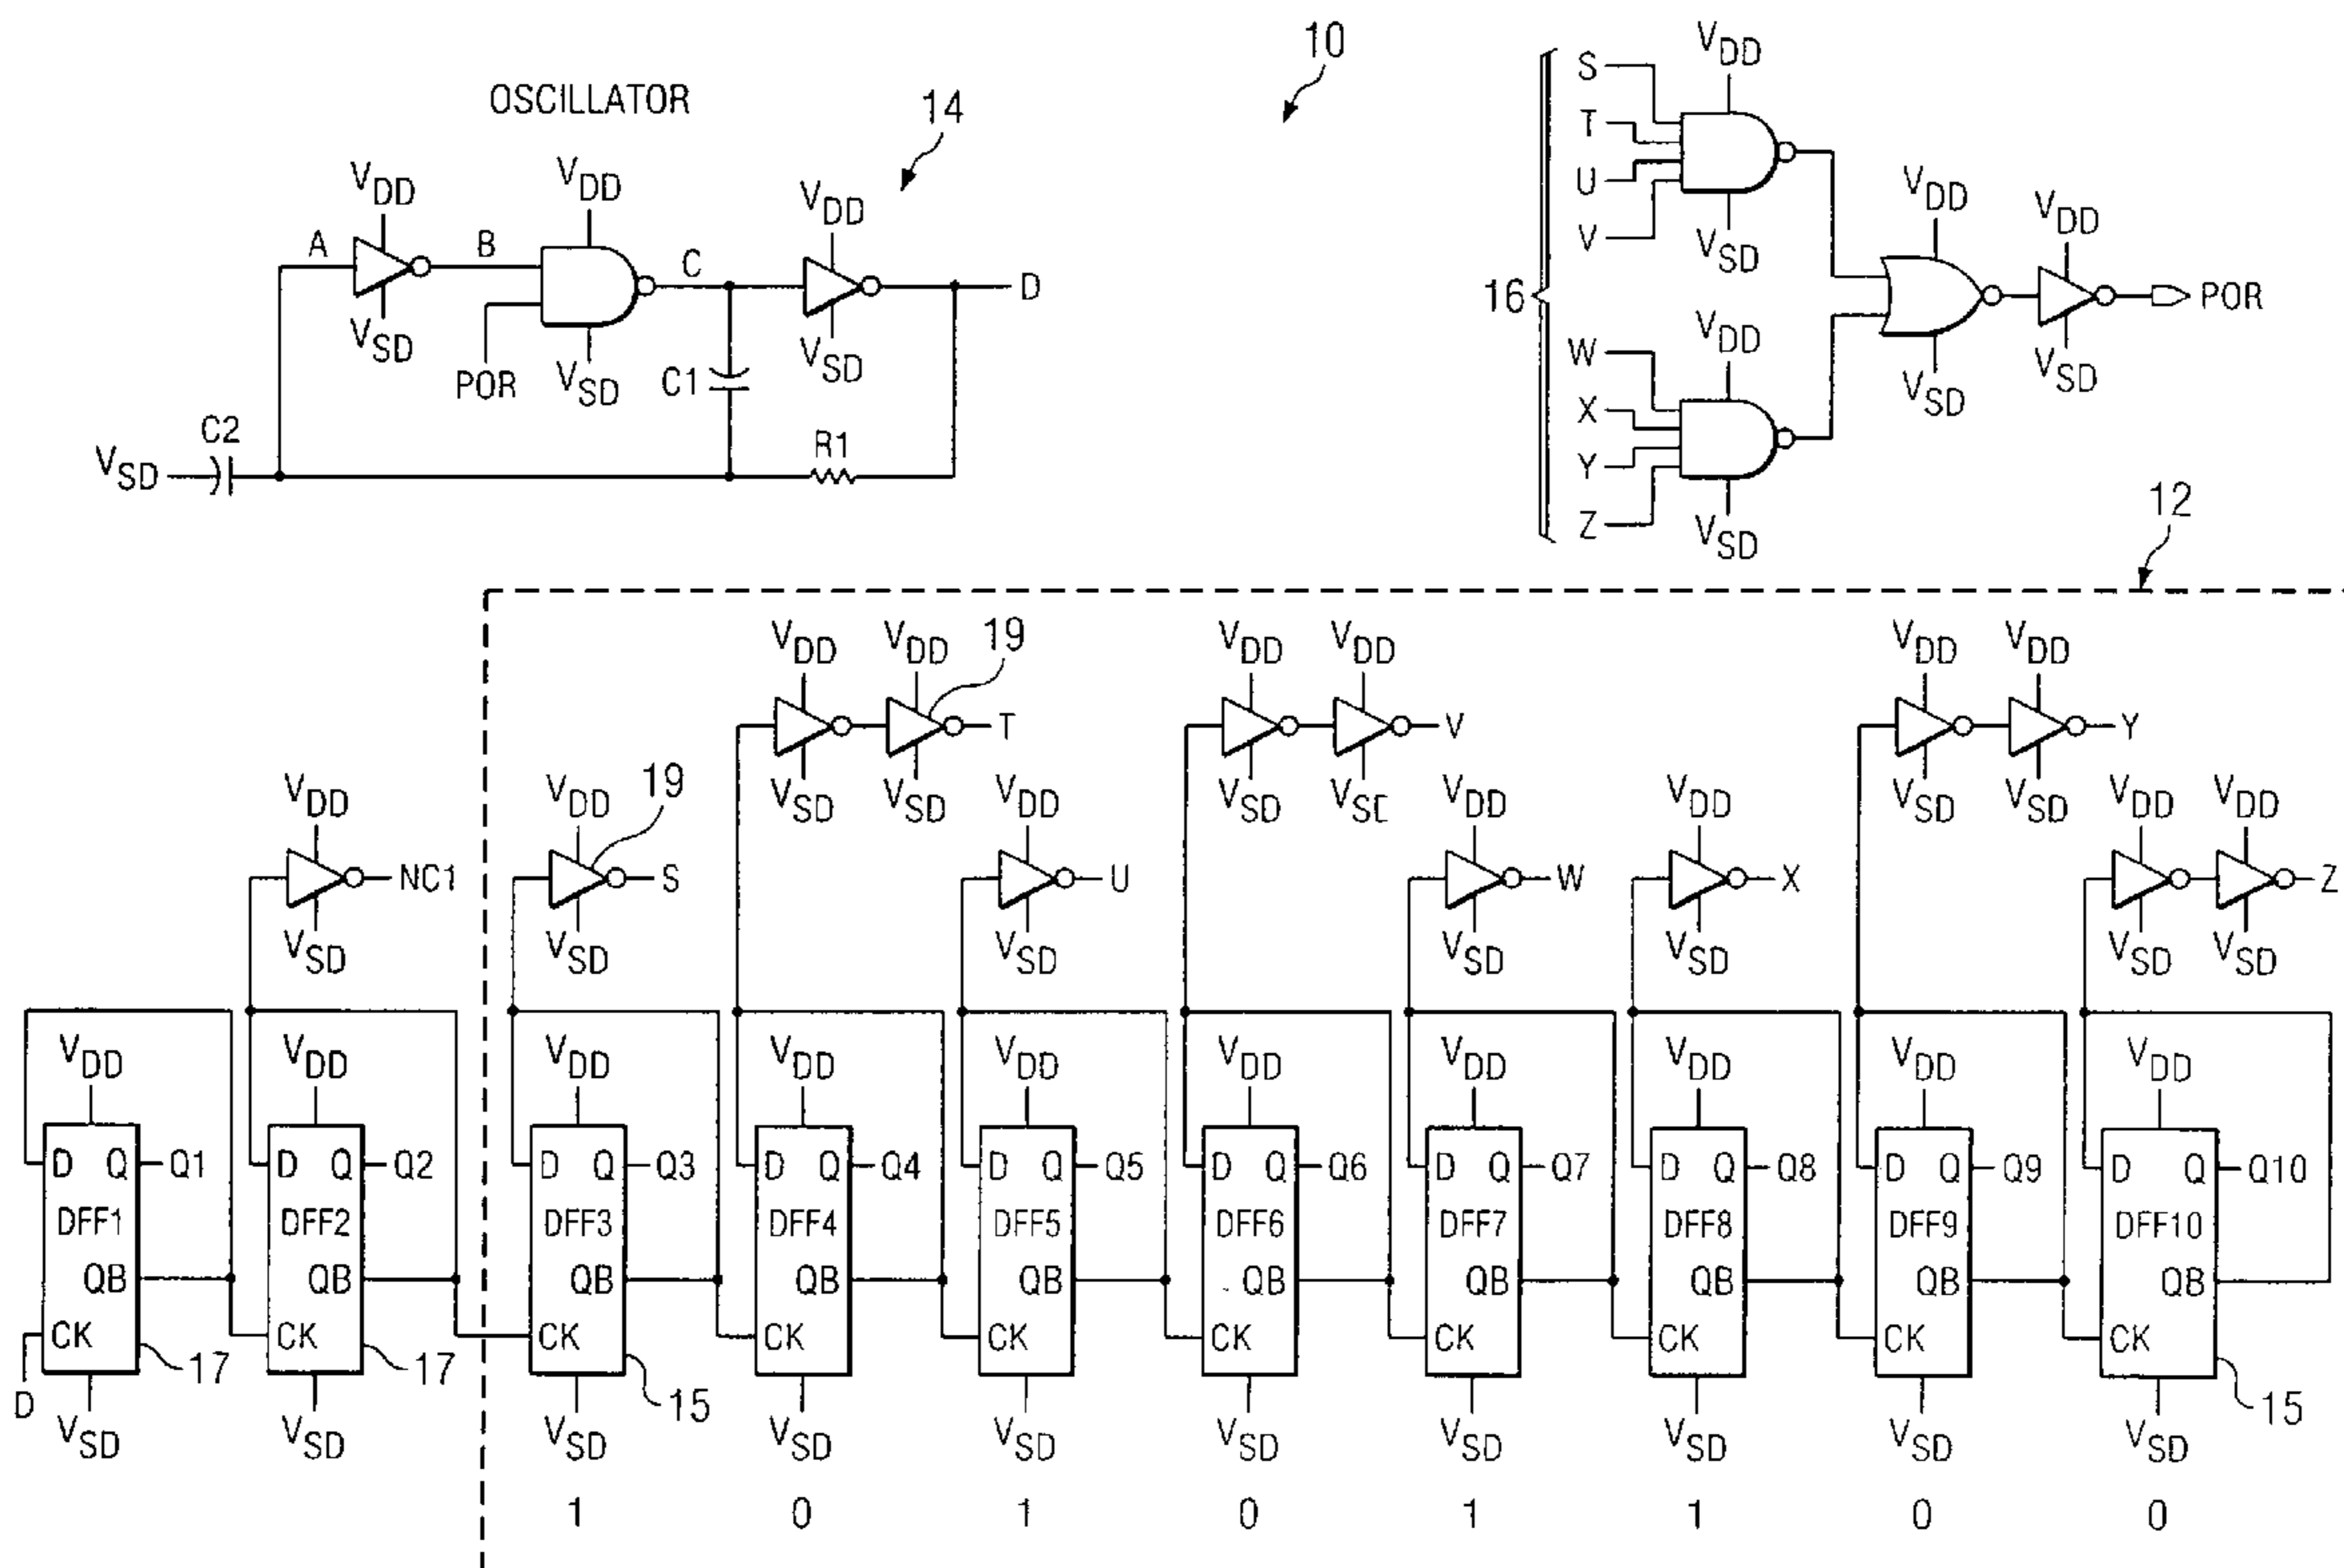 10
OSCILLATOR
14
VDD
VDD
VDD
A
B
C
D
VSD
POR
VSD
VSD
C1
C2
VSD
R1
16
S
T
U
V
VDD
VSD
W
X
Y
Z
VDD
VSD
VDD
VSD
VDD
VSD
POR
12
VDD
VDD
19
T
VSD
VSD
VDD
VDD
V
VSD
VSD
VDD
VDD
Y
VSD
VSD
VDD
NC1
VSD
VDD
19
S
VSD
VDD
U
VSD
VDD
W
VSD
VDD
X
VSD
VDD
VDD
Z
VSD
VSD
VDD
D Q Q1
DFF1
QB
CK
D
17
VSD
VDD
D Q Q2
DFF2
QB
CK
17
VSD
VDD
D Q Q3
DFF3
QB
CK
15
VSD
VDD
D Q Q4
DFF4
QB
CK
VSD
VDD
D Q Q5
DFF5
QB
CK
VSD
VDD
D Q Q6
DFF6
QB
CK
VSD
VDD
D Q Q7
DFF7
QB
CK
VSD
VDD
D Q Q8
DFF8
QB
CK
VSD
VDD
D Q Q9
DFF9
QB
CK
VSD
VDD
D Q Q10
DFF10
QB
CK
15
VSD
1 0 1 0 1 1 0 0